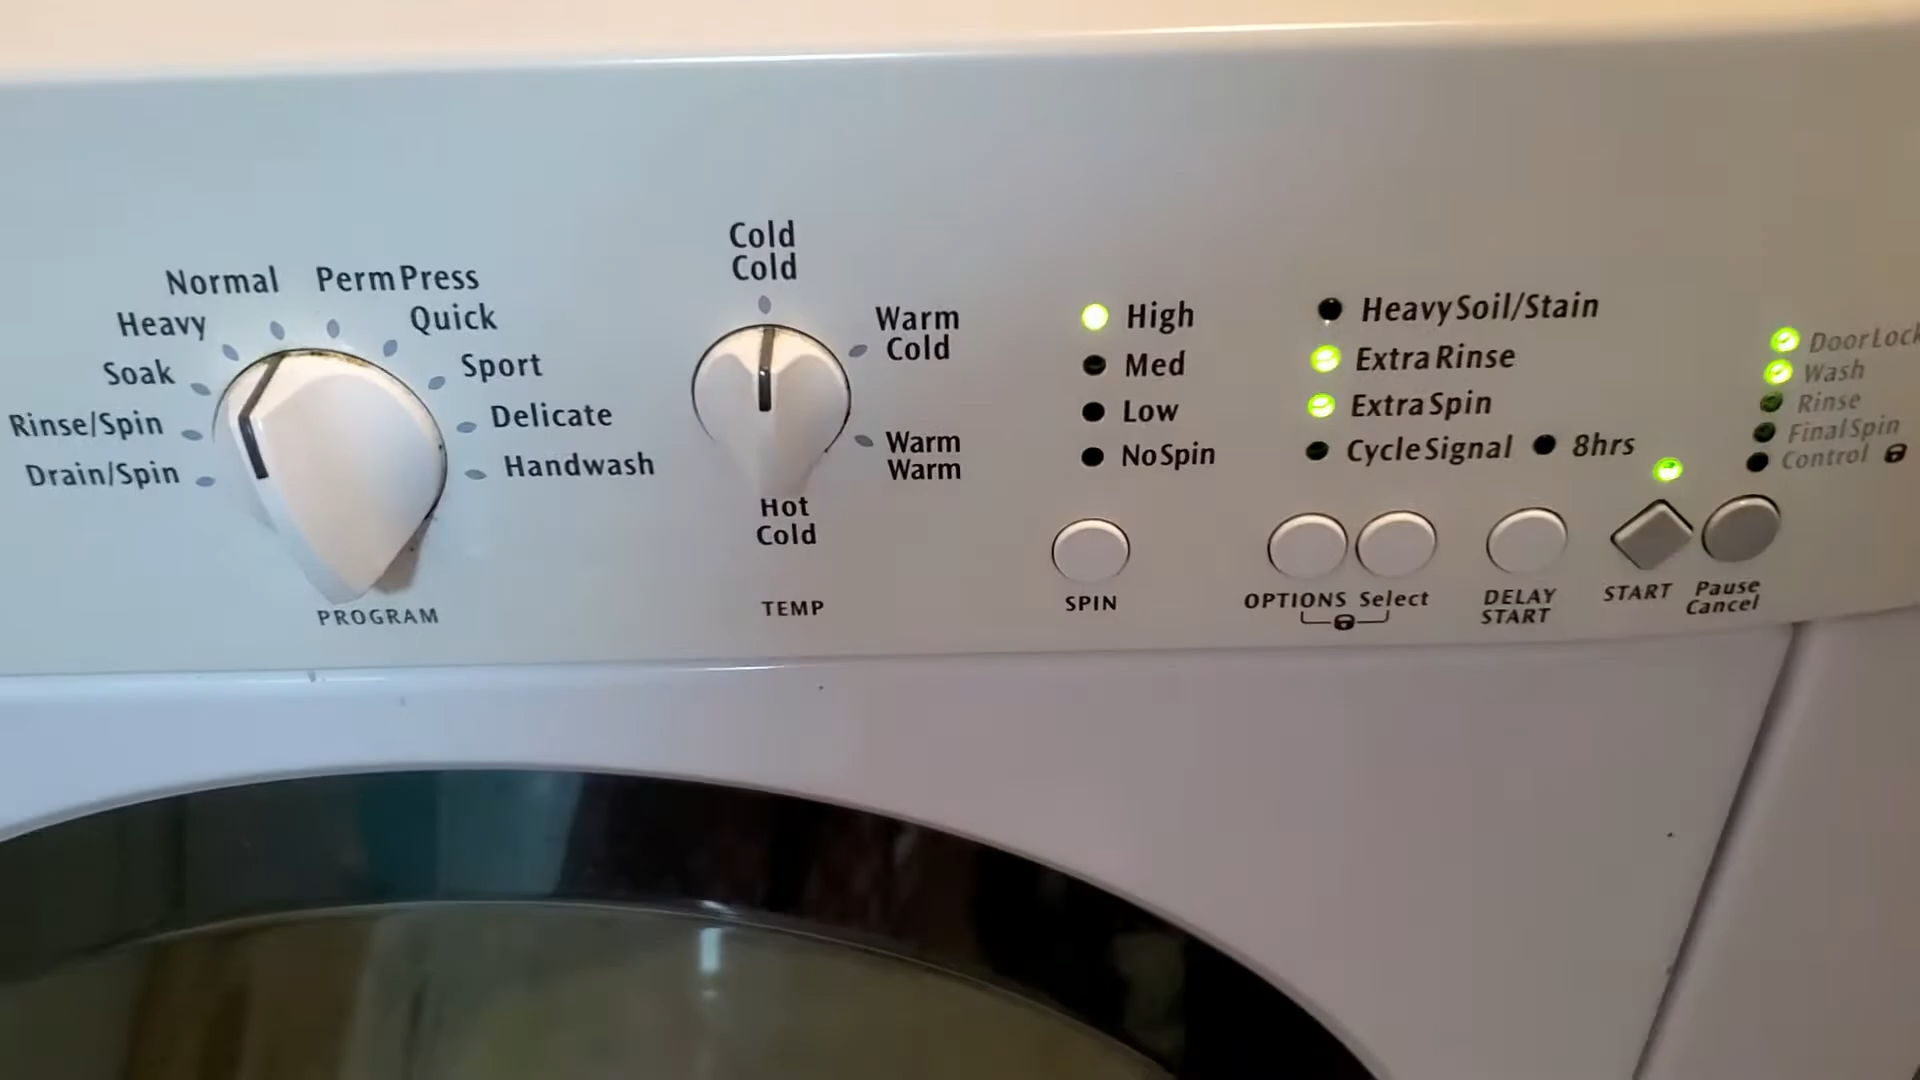 Normal
Perm Press
Heavy
Quick
Soak
Sport
Rinse/Spin
Delicate
Drain/Spin
Handwash
PROGRAM
Cold
Cold
Warm
Cold
Warm
Warm
Hot
Cold
TEMP
High
Med
Low
No Spin
SPIN
Heavy Soil/Stain
Extra Rinse
Extra Spin
Cycle Signal
8hrs
OPTIONS Select
DELAY
START
START
Pause
Cancel
Door Lock
Wash
Rinse
Final Spin
Control